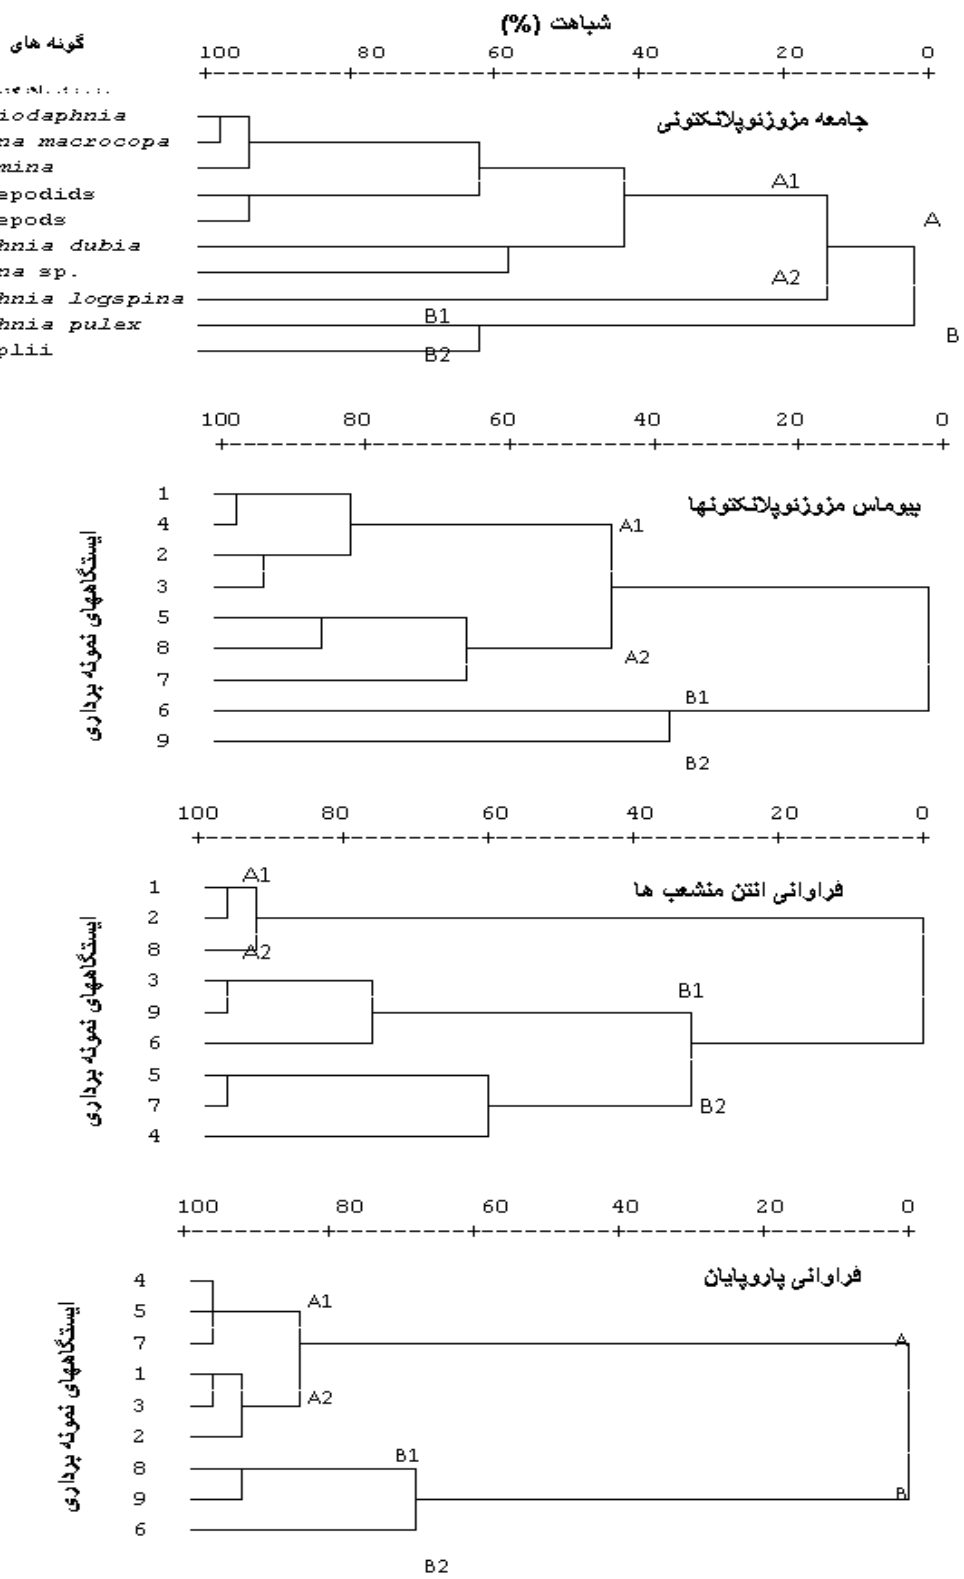 شباهت (%)
گونه های
100 80 60 40 20 0
جامعه مزوزئوپلانکتونی
iodaphnia
na macrocopa
mina
epodids
A1
epods
A
hnia dubia
na sp.
A2
hnia logspina
B1
hnia pulex
B
plii
B2
100 80 60 40 20 0
بیوماس مزوزئوپلانکتونها
ایستگاههای نمونه برداری
1
4
A1
2
3
5
8
A2
7
B1
6
9
B2
100 80 60 40 20 0
فراوانی انتن منشعب ها
ایستگاههای نمونه برداری
A1
1
2
8
A2
3
B1
9
6
5
7
B2
4
100 80 60 40 20 0
فراوانی پاروپایان
ایستگاههای نمونه برداری
4
A1
5
7
A
1
A2
3
2
B1
8
B
9
6
B2